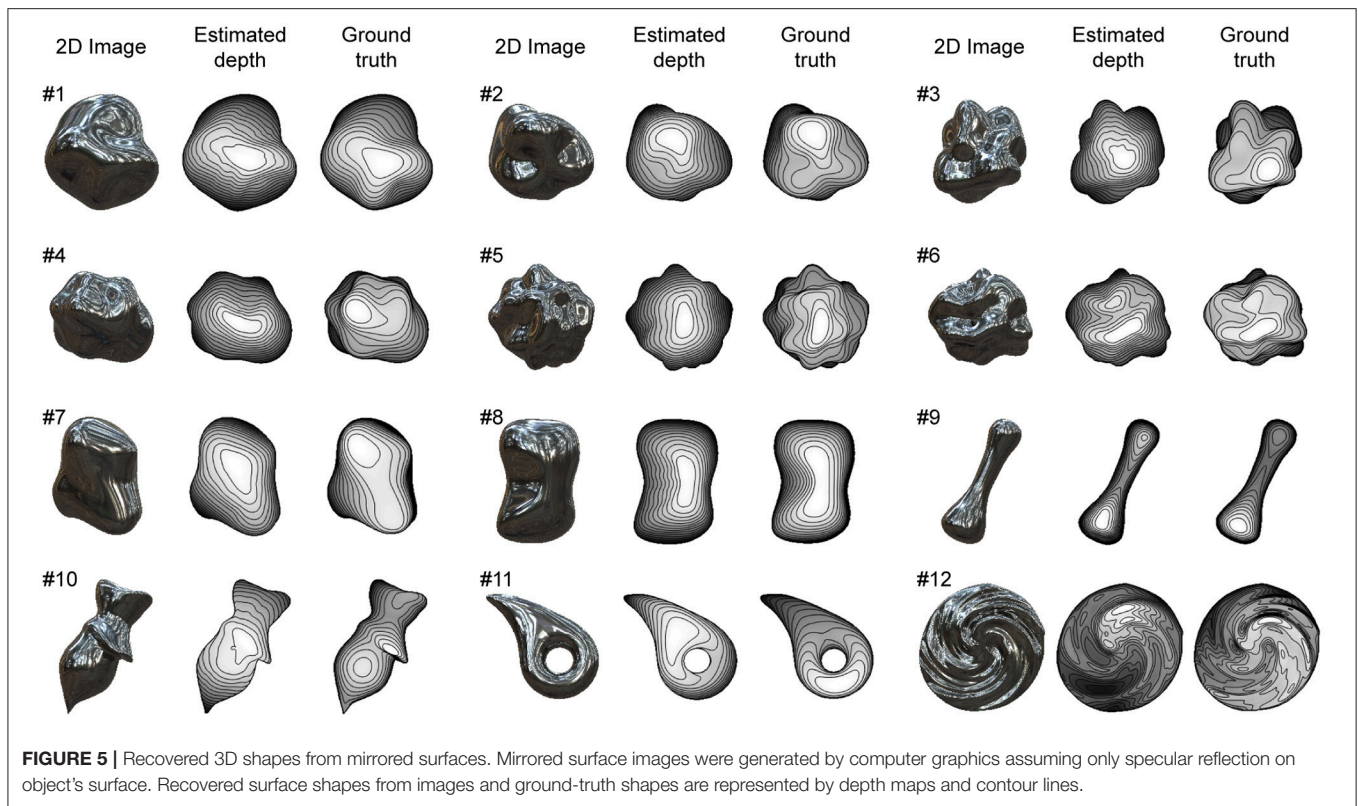 2D Image Estimated depth Ground truth 2D Image Estimated depth Ground truth 2D Image Estimated depth Ground truth
#1 #2 #3
#4 #5 #6
#7 #8 #9
#10 #11 #12
FIGURE 5 | Recovered 3D shapes from mirrored surfaces. Mirrored surface images were generated by computer graphics assuming only specular reflection on
object's surface. Recovered surface shapes from images and ground-truth shapes are represented by depth maps and contour lines.